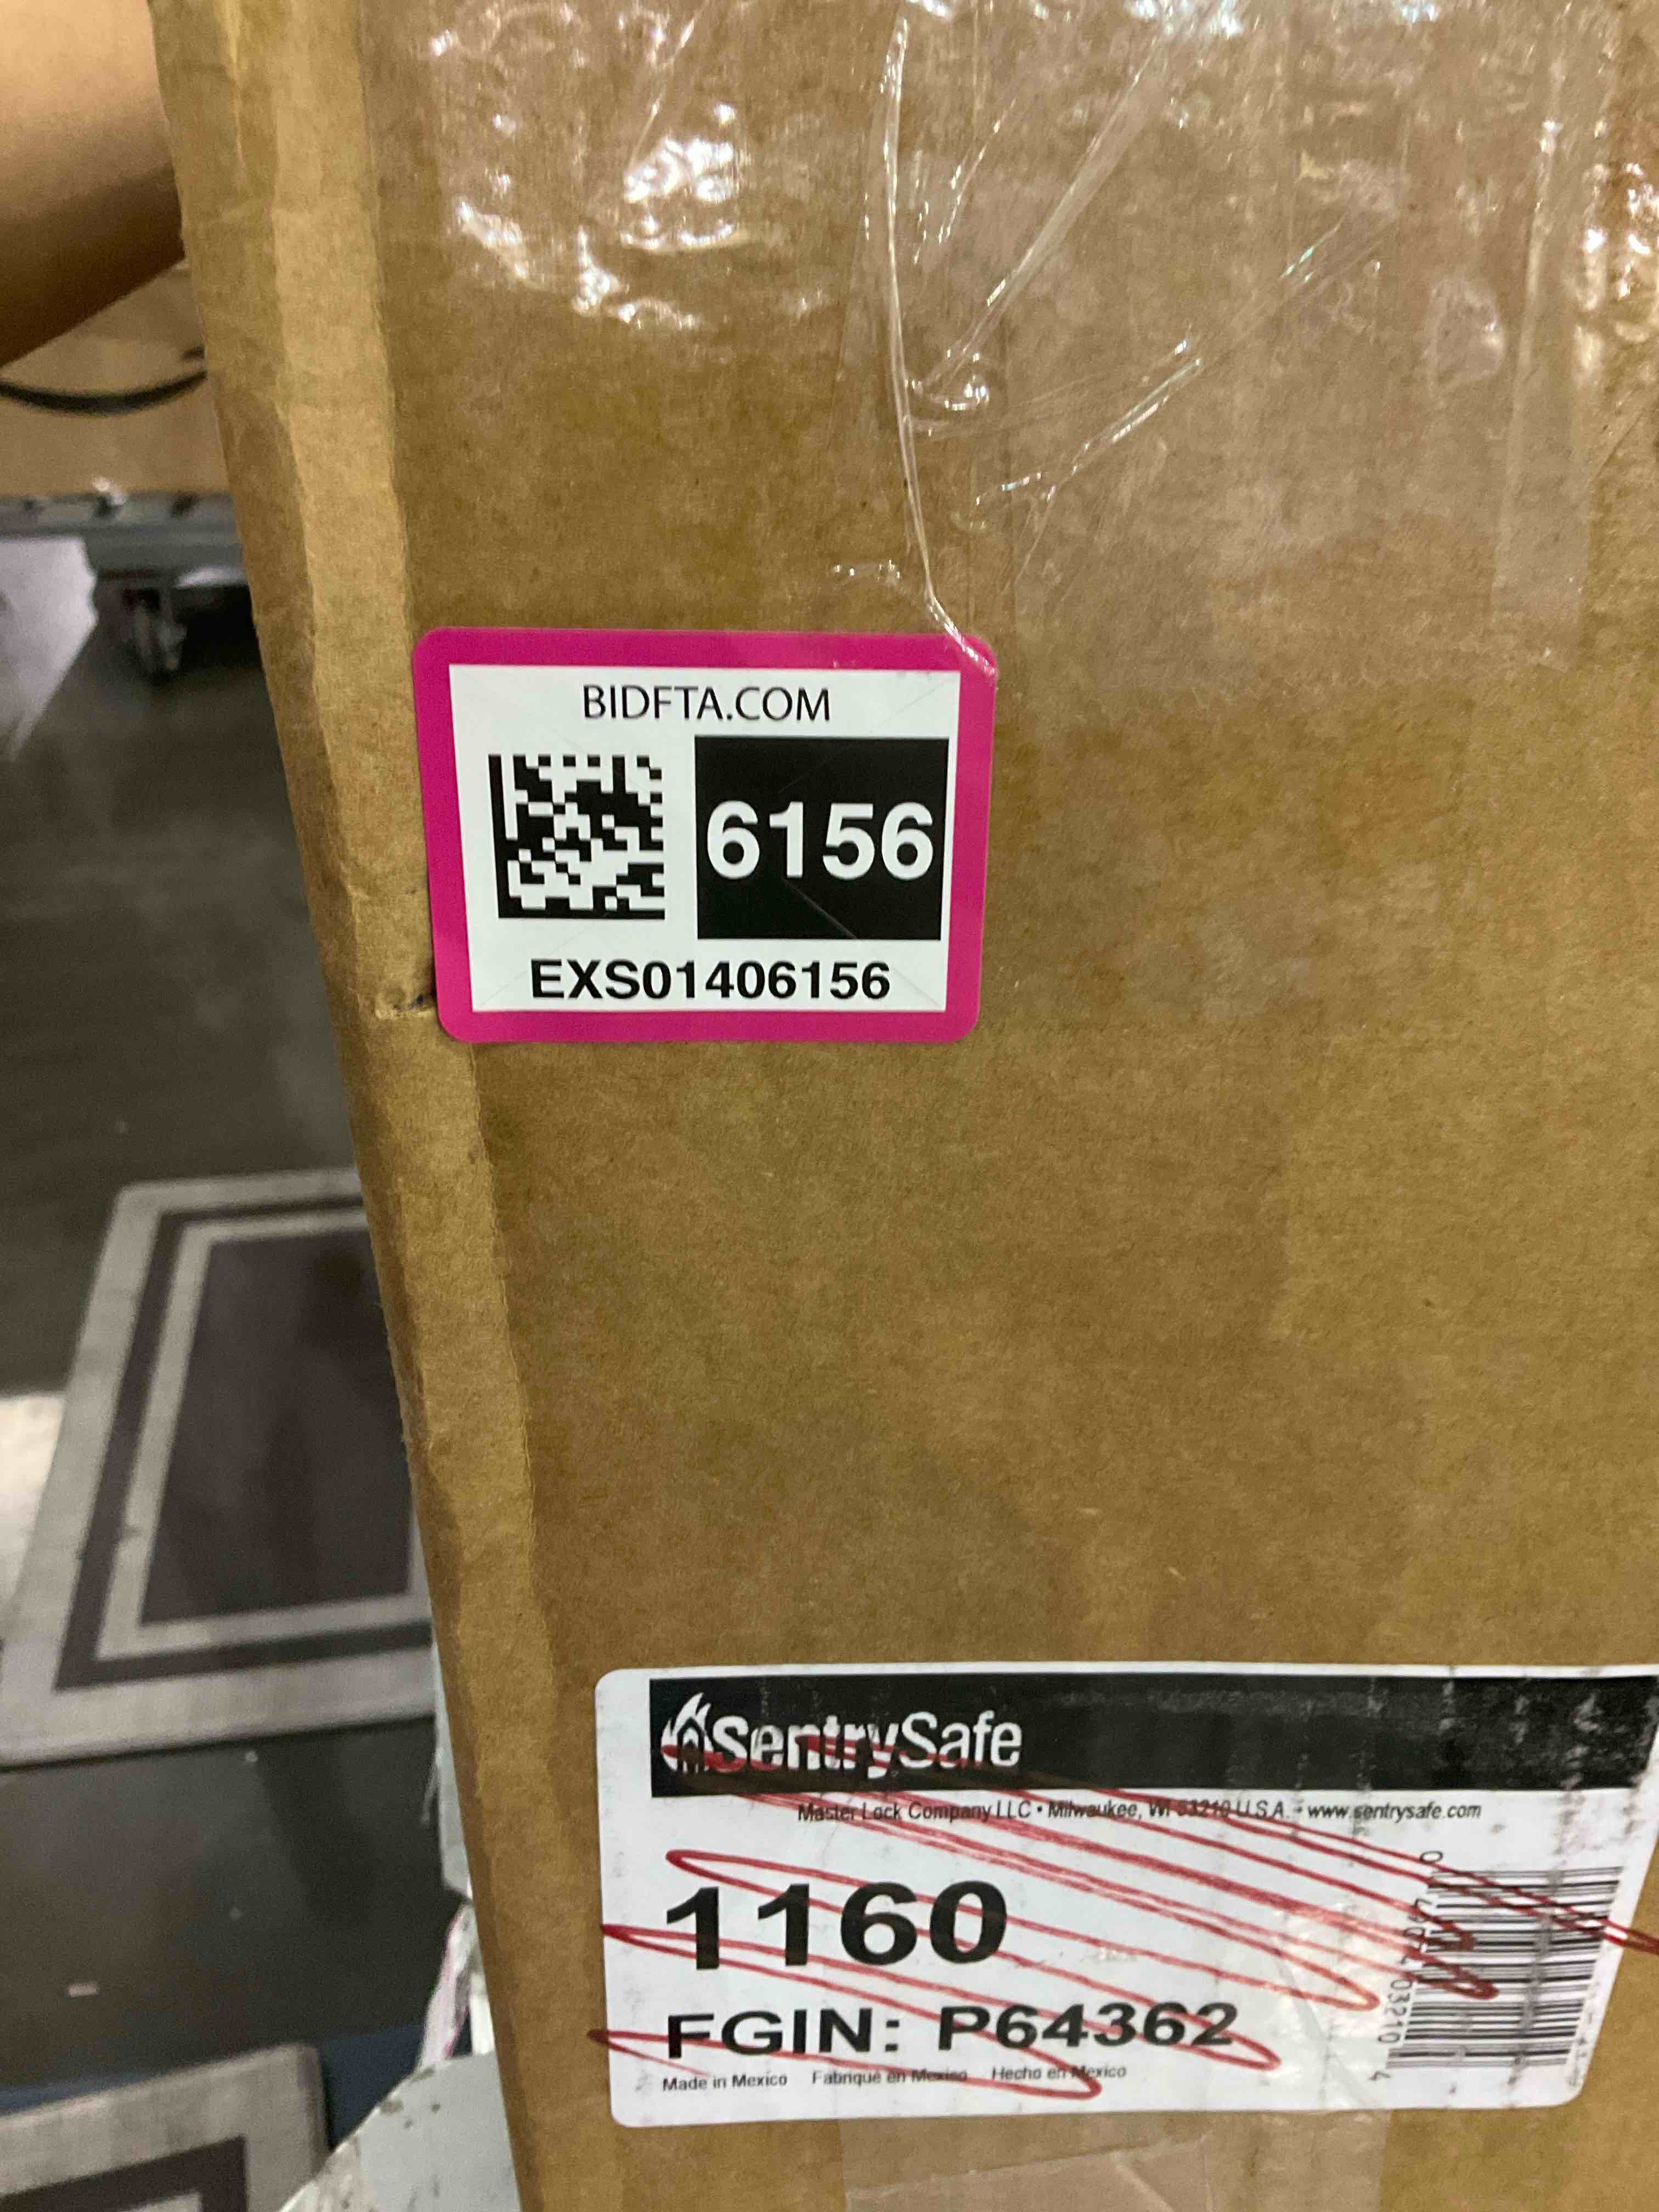 BIDFTA.COM
6156
EXS01406156
SentrySafe
Master Lock Company LLC • Milwaukee, WI 53210 U.S.A. • www.sentrysafe.com
1160
FGIN: P64362
Made in Mexico Fabriqué en Mexico Hecho en Mexico